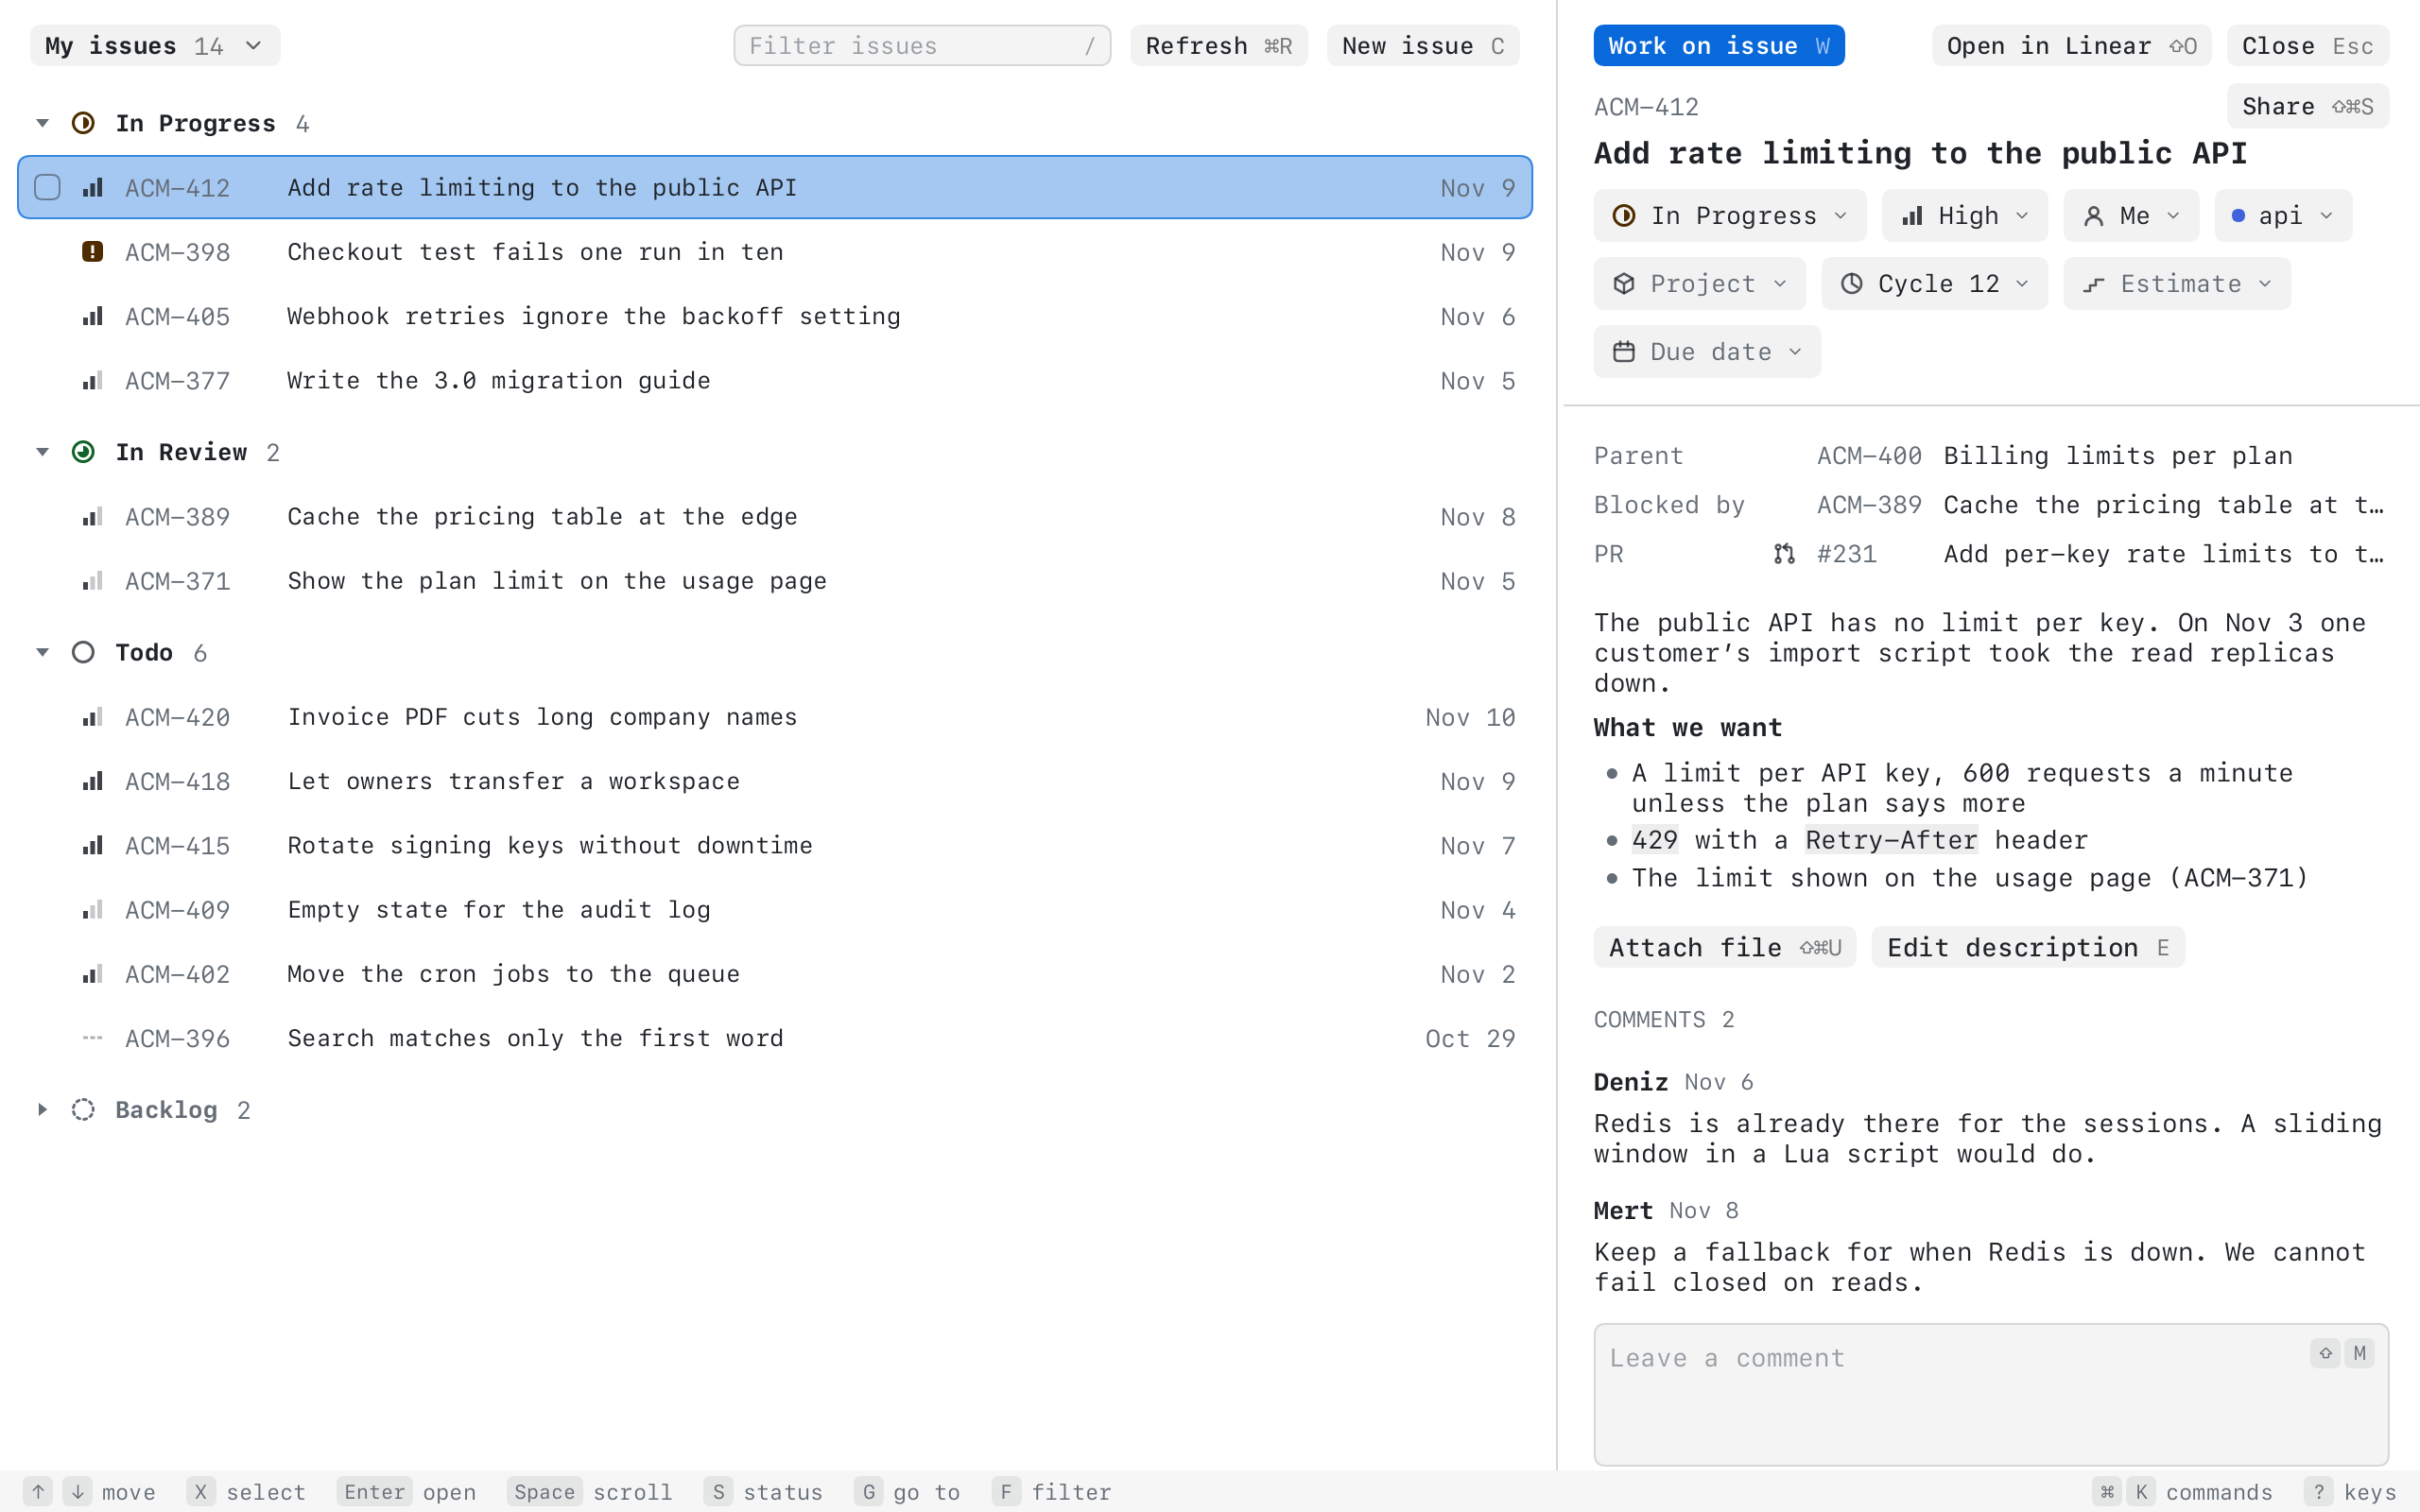 My issues 14
Filter issues /
Refresh ⌘R
New issue C
In Progress 4
ACM-412 Add rate limiting to the public API Nov 9
ACM-398 Checkout test fails one run in ten Nov 9
ACM-405 Webhook retries ignore the backoff setting Nov 6
ACM-377 Write the 3.0 migration guide Nov 5
In Review 2
ACM-389 Cache the pricing table at the edge Nov 8
ACM-371 Show the plan limit on the usage page Nov 5
Todo 6
ACM-420 Invoice PDF cuts long company names Nov 10
ACM-418 Let owners transfer a workspace Nov 9
ACM-415 Rotate signing keys without downtime Nov 7
ACM-409 Empty state for the audit log Nov 4
ACM-402 Move the cron jobs to the queue Nov 2
ACM-396 Search matches only the first word Oct 29
Backlog 2
Work on issue W
Open in Linear ⇧O
Close Esc
ACM-412
Share ⇧⌘S
Add rate limiting to the public API
In Progress High Me api
Project Cycle 12 Estimate
Due date
Parent ACM-400 Billing limits per plan
Blocked by ACM-389 Cache the pricing table at t…
PR #231 Add per-key rate limits to t…
The public API has no limit per key. On Nov 3 one
customer’s import script took the read replicas
down.
What we want
• A limit per API key, 600 requests a minute
unless the plan says more
• 429 with a Retry-After header
• The limit shown on the usage page (ACM-371)
Attach file ⇧⌘U
Edit description E
COMMENTS 2
Deniz Nov 6
Redis is already there for the sessions. A sliding
window in a Lua script would do.
Mert Nov 8
Keep a fallback for when Redis is down. We cannot
fail closed on reads.
Leave a comment ⇧ M
↑ ↓ move X select Enter open Space scroll S status G go to F filter
⌘ K commands ? keys